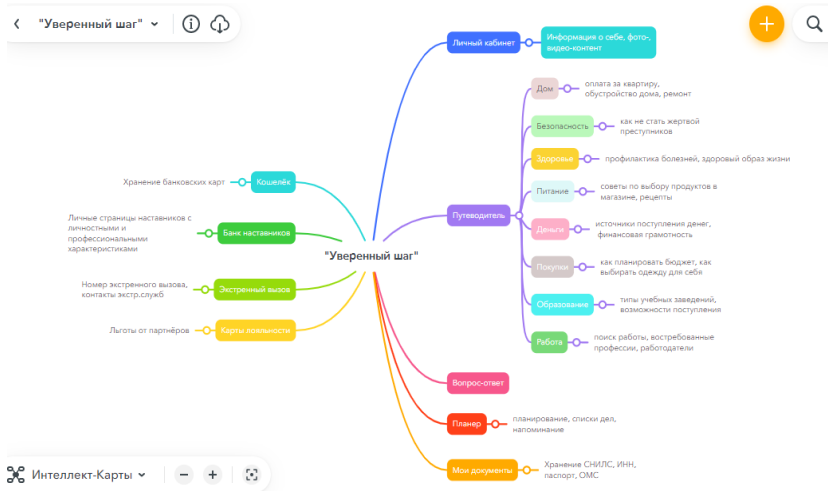 "Уверенный шаг"
Личный кабинет
Информация о себе, фото-,
видео-контент
Дом
оплата за квартиру,
обустройство дома, ремонт
Безопасность
как не стать жертвой
преступников
Здоровье
профилактика болезней, здоровый образ жизни
Питание
советы по выбору продуктов в
магазине, рецепты
Путеводитель
Деньги
источники поступления денег,
финансовая грамотность
Покупки
как планировать бюджет, как
выбирать одежду для себя
Образование
типы учебных заведений,
возможности поступления
Работа
поиск работы, востребованные
профессии, работодатели
Хранение банковских карт
Кошелёк
Личные страницы наставников с
личностными и
профессиональными
характеристиками
Банк наставников
"Уверенный шаг"
Номер экстренного вызова,
контакты экстр.служб
Экстренный вызов
Льготы от партнёров
Карты лояльности
Вопрос-ответ
Планер
планирование, списки дел,
напоминание
Мои документы
Хранение СНИЛС, ИНН,
паспорт, ОМС
Интеллект-Карты